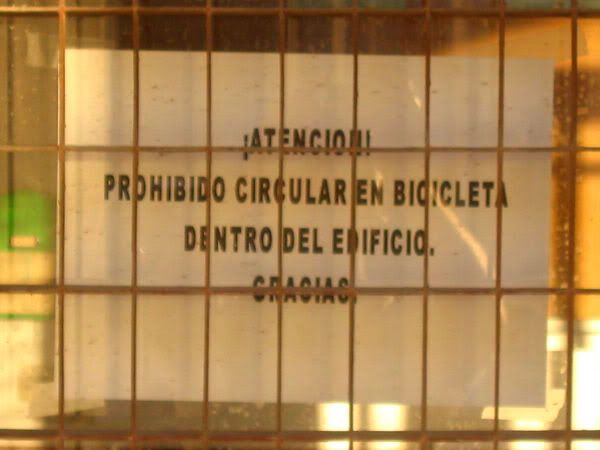 ¡ATENCION!!
PROHIBIDO CIRCULAR EN BICICLETA
DENTRO DEL EDIFICIO.
GRACIAS.